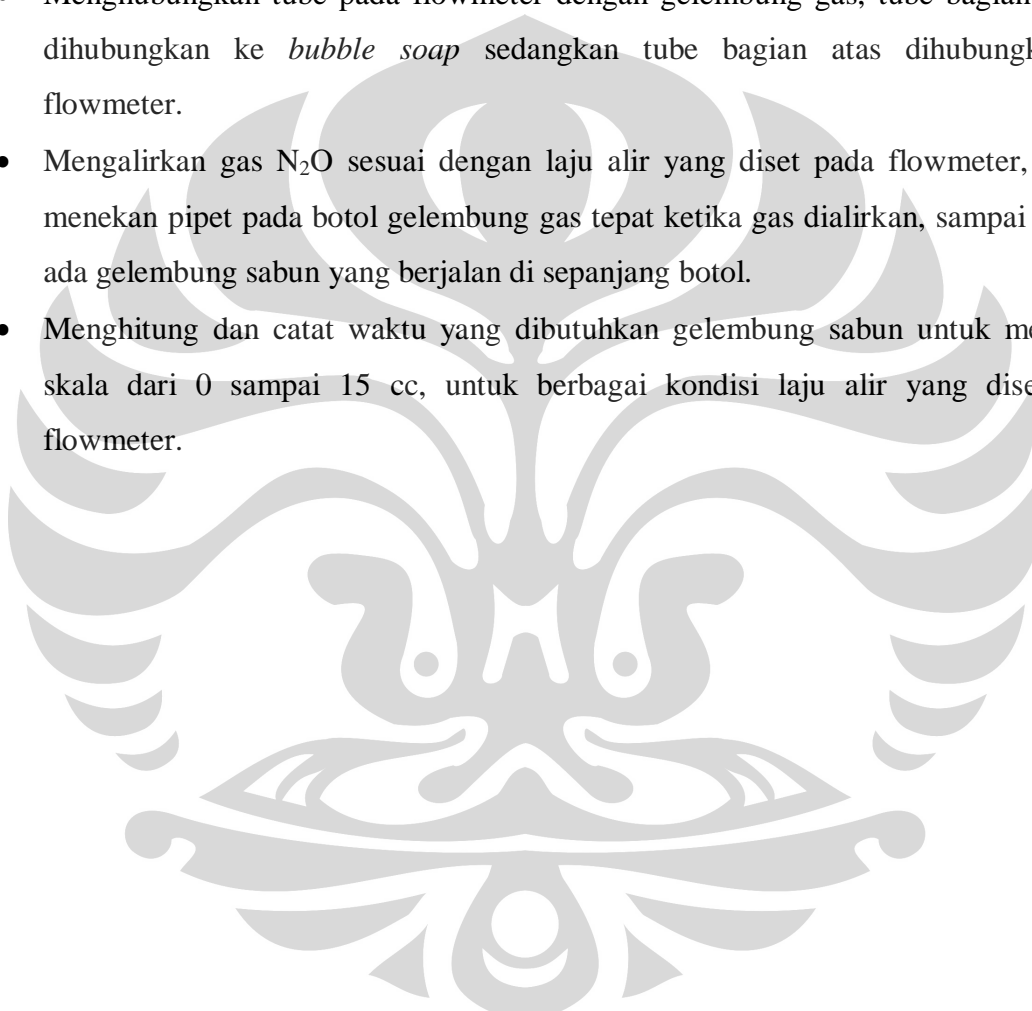 • Menghubungkan tube pada flowmeter dengan gelembung gas, tube bagian
dihubungkan ke bubble soap sedangkan tube bagian atas
flowmeter.
• Mengalirkan gas N₂O sesuai dengan laju alir yang diset pada flowmeter,
menekan pipet pada botol gelembung gas tepat ketika gas dialirkan, sampai
ada gelembung sabun yang berjalan di sepanjang botol.
• Menghitung dan catat waktu yang dibutuhkan gelembung sabun untuk
skala dari 0 sampai 15 cc, untuk berbagai kondisi laju alir yang
flowmeter.